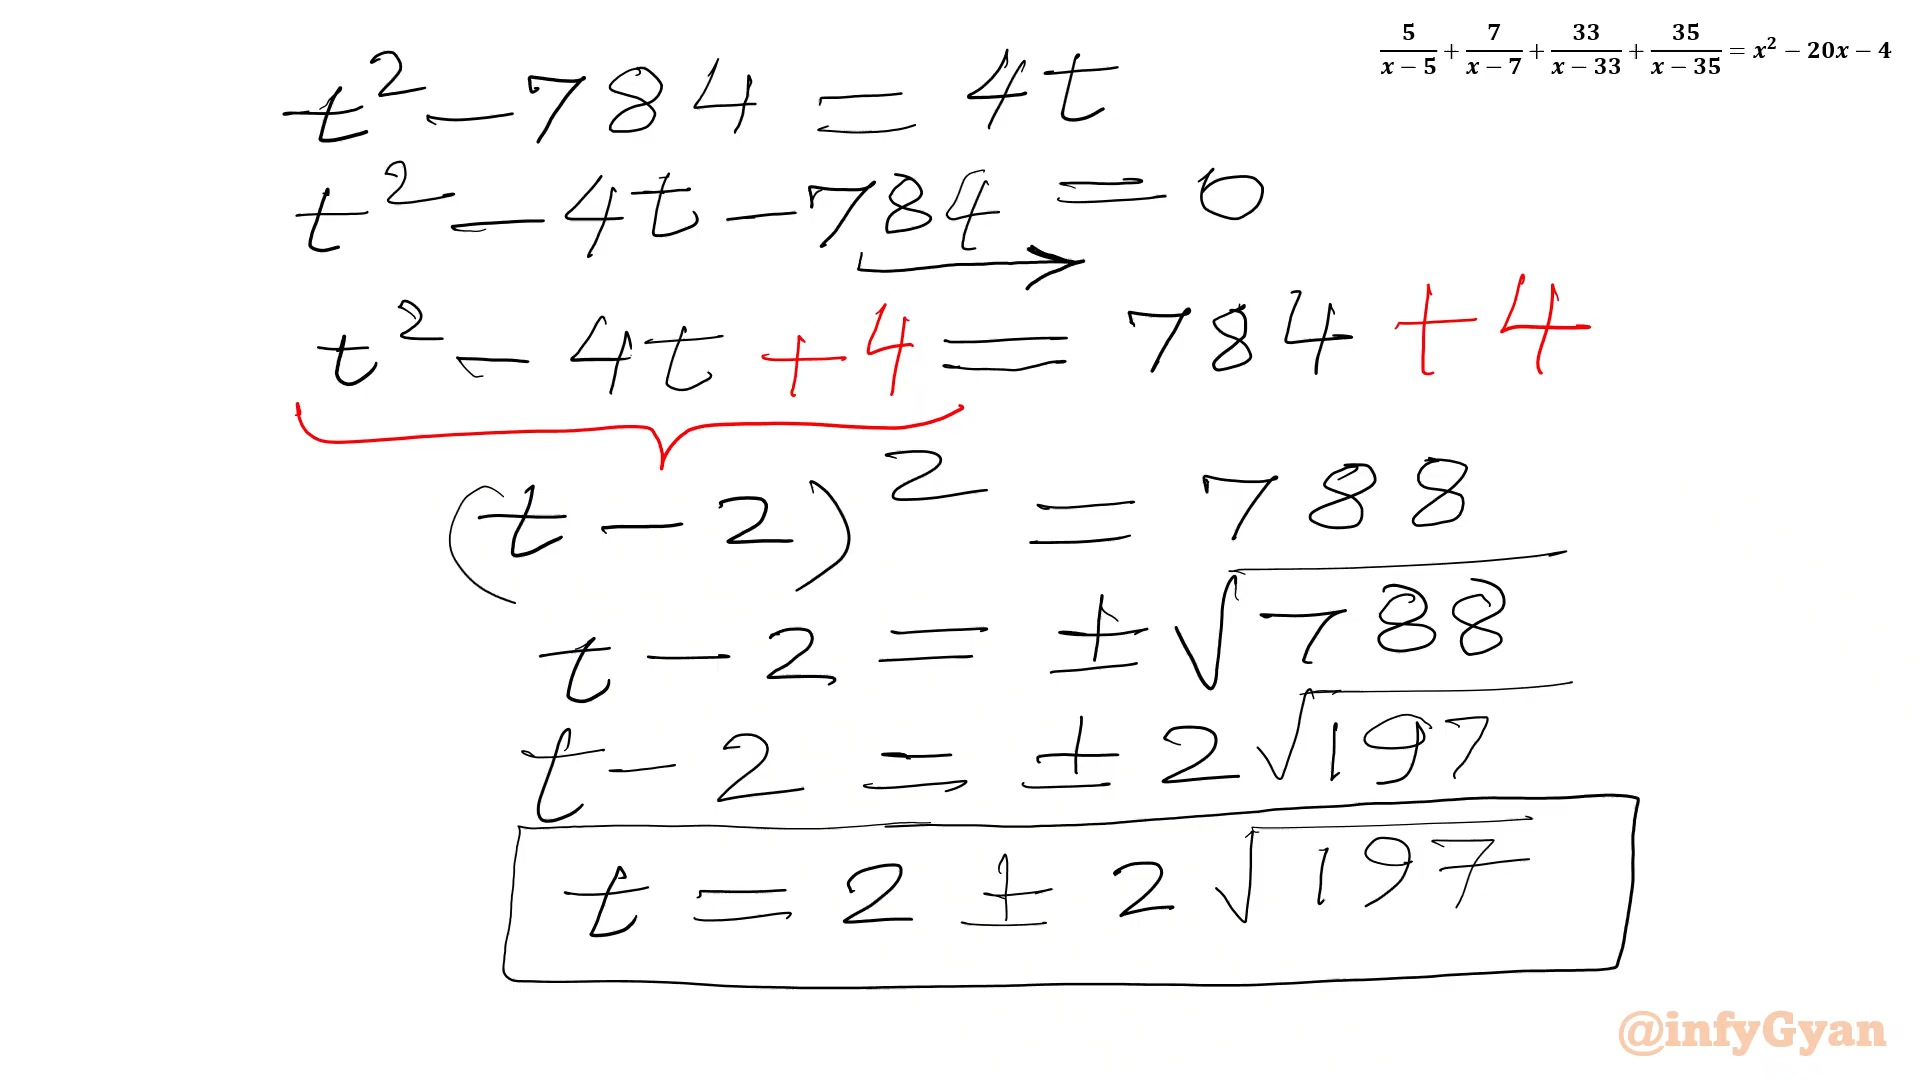 5/(x − 5) + 7/(x − 7) + 33/(x − 33) + 35/(x − 35) = x² − 20x − 4
t² − 784 = 4t
t² − 4t − 784 = 0
t² − 4t + 4 = 784 + 4
(t − 2)² = 788
t − 2 = ± √788
t − 2 = ± 2√197
t = 2 ± 2√197
@infyGyan